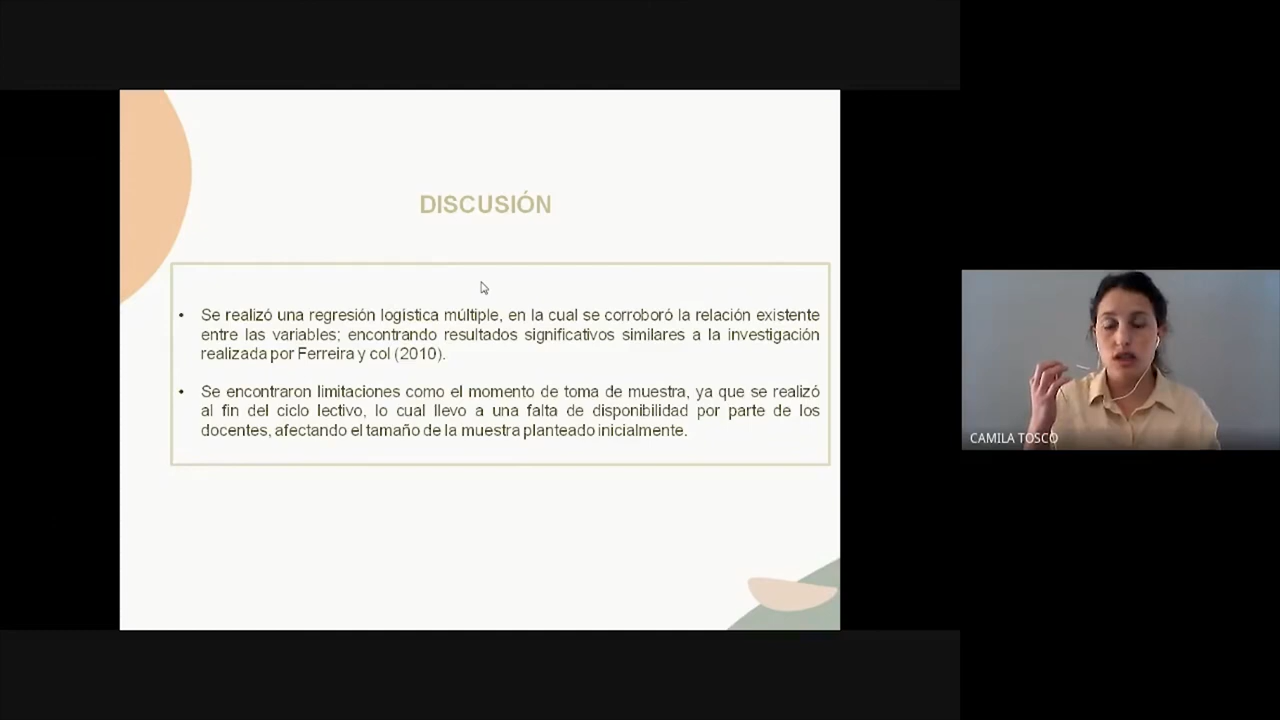 DISCUSIÓN
• Se realizó una regresión logística múltiple, en la cual se corroboró la relación existente
entre las variables; encontrando resultados significativos similares a la investigación
realizada por Ferreira y col (2010).
• Se encontraron limitaciones como el momento de toma de muestra, ya que se realizó
al fin del ciclo lectivo, lo cual llevo a una falta de disponibilidad por parte de los
docentes, afectando el tamaño de la muestra planteado inicialmente.
CAMILA TOSCO